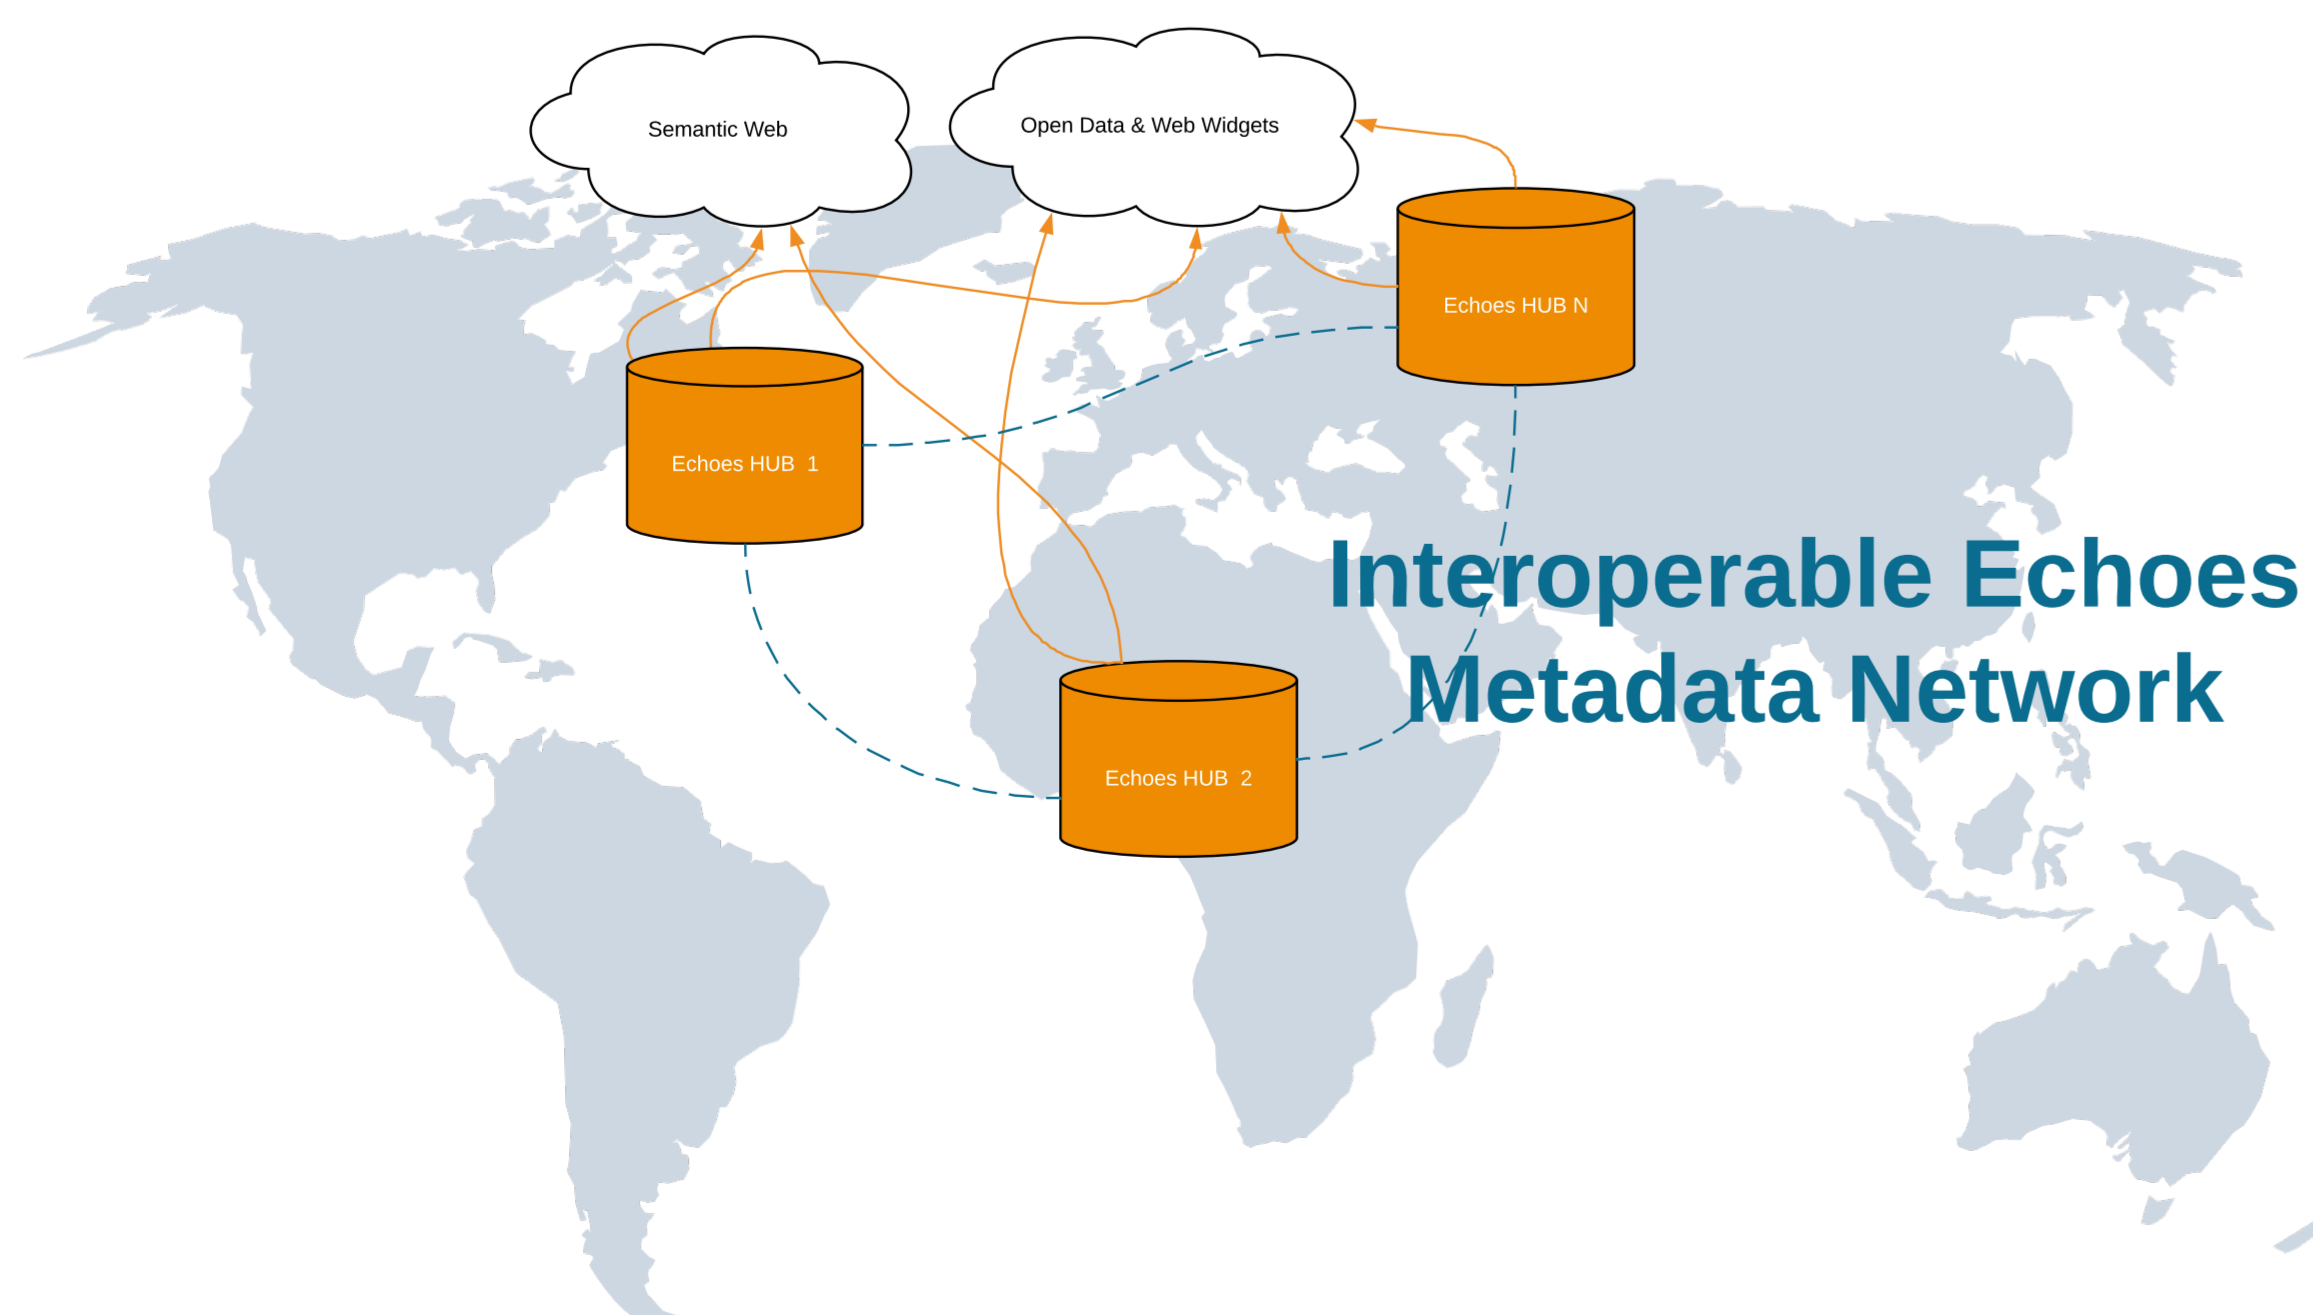 Semantic Web
Open Data & Web Widgets
Echoes HUB N
Echoes HUB  1
Interoperable Echoes
Metadata Network
Echoes HUB  2